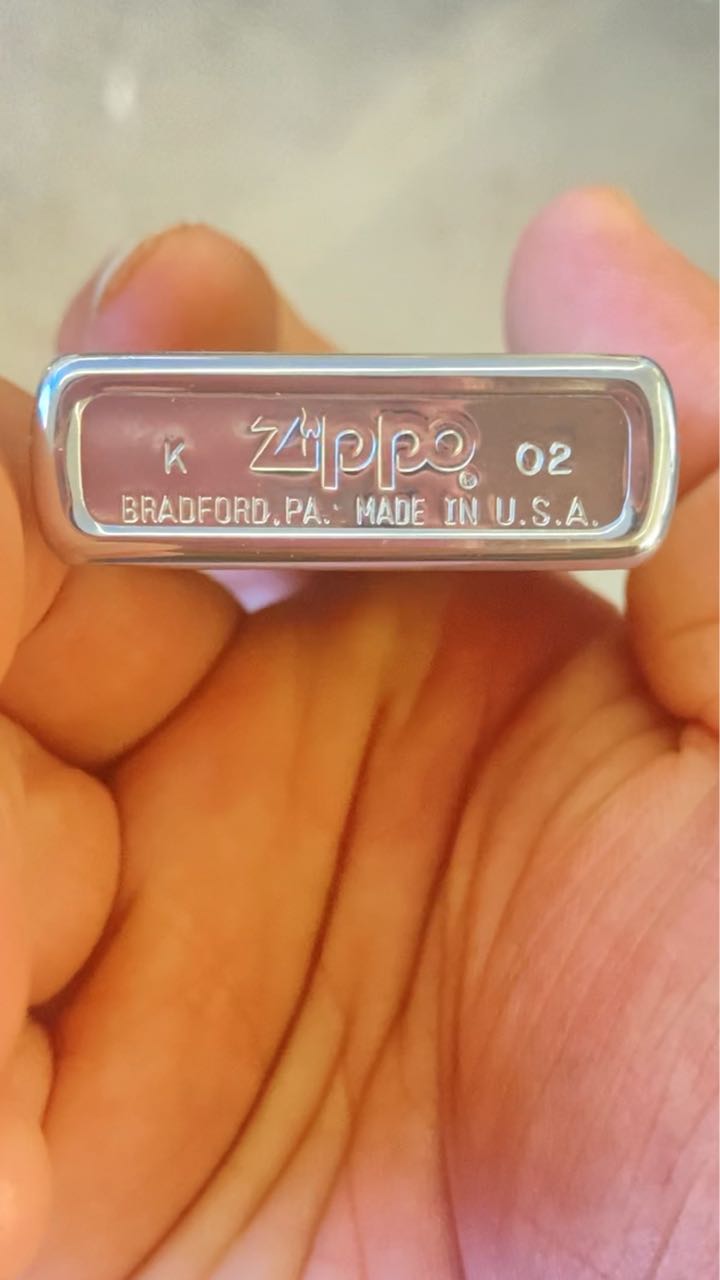 K Zippo® 02
BRADFORD, PA. MADE IN U.S.A.